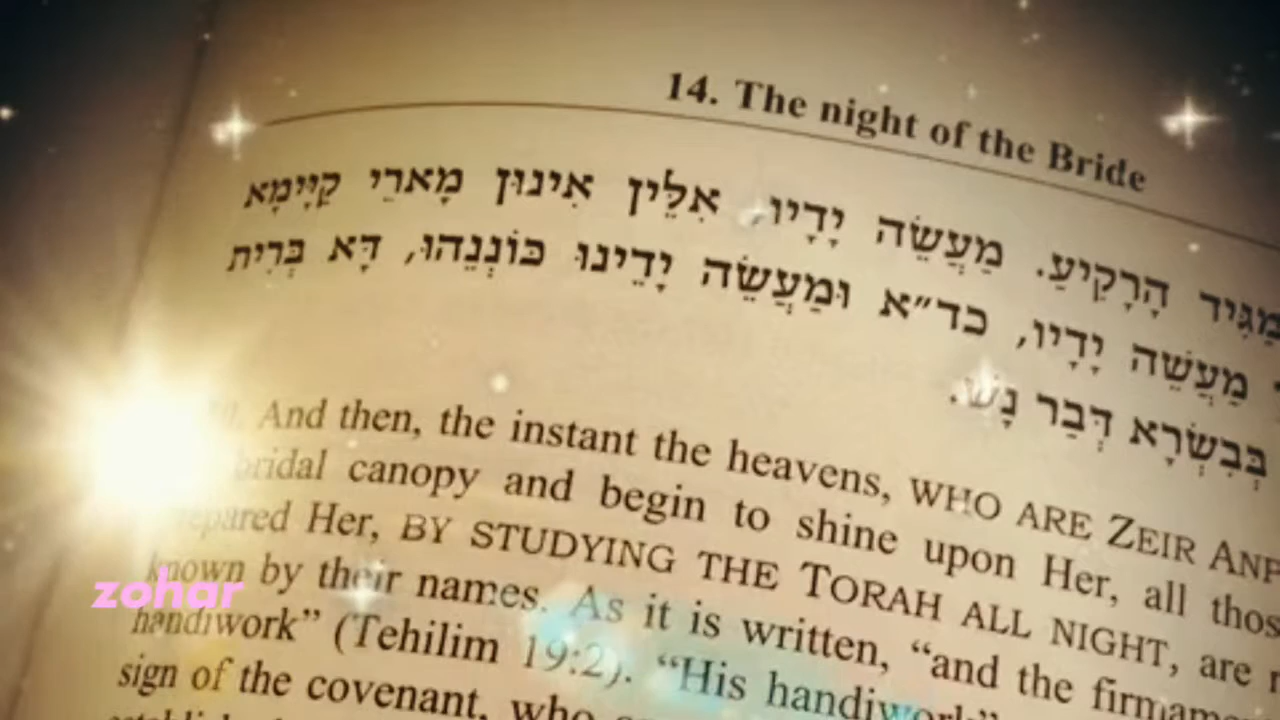 14. The night of the Bride
מַגִּיד הָרָקִיעַ. מַעֲשֵׂה יָדָיו, אִלֵּין אִינוּן מָארֵי קַיָּימָא
מַעֲשֵׂה יָדָיו, כד״א וּמַעֲשֵׂה יָדֵינוּ כּוֹנְנֵהוּ, דָּא בְּרִית
בְּבִשְׂרָא דְּבַר נָשׁ.
And then, the instant the heavens, WHO ARE ZEIR
bridal canopy and begin to shine upon Her, all
Her, BY STUDYING THE TORAH ALL NIGHT, are
known by their names. As it is written, “and the
handiwork” (Tehilim 19:2). “His handiwork”
sign of the covenant, who
zohar